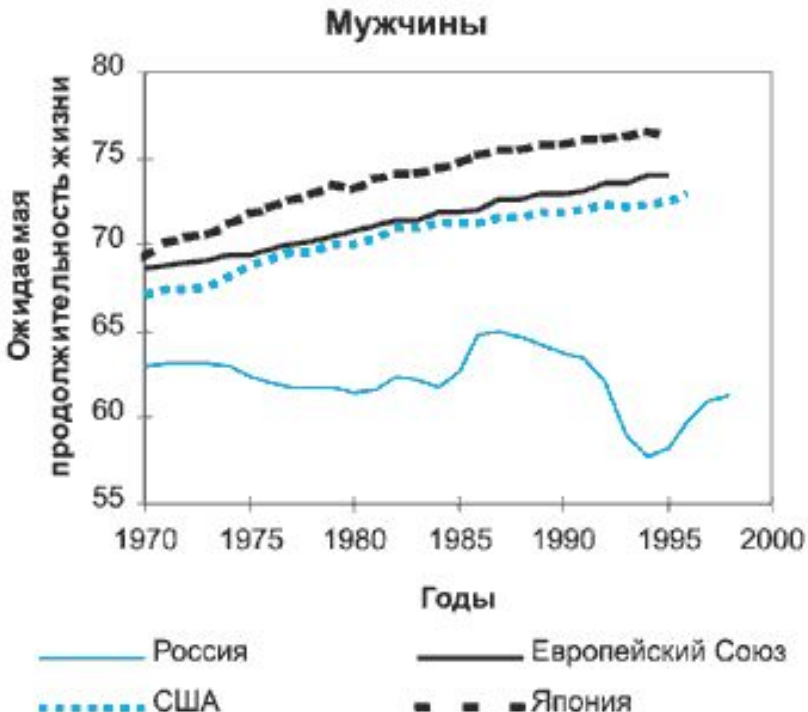 Мужчины
Ожидаемая
продолжительность жизни
80
75
70
65
60
55
1970 1975 1980 1985 1990 1995 2000
Годы
Россия Европейский Союз
США Япония